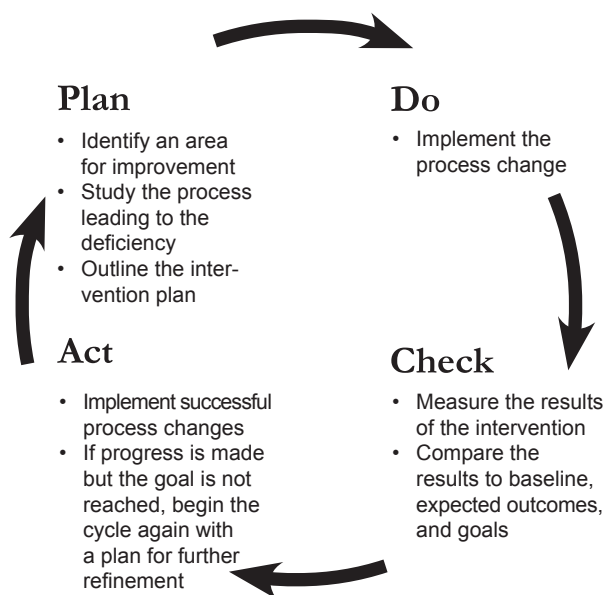 Plan
• Identify an area
for improvement
• Study the process
leading to the
deficiency
• Outline the inter-
vention plan
Do
• Implement the
process change
Check
• Measure the results
of the intervention
• Compare the
results to baseline,
expected outcomes,
and goals
Act
• Implement successful
process changes
• If progress is made
but the goal is not
reached, begin the
cycle again with
a plan for further
refinement